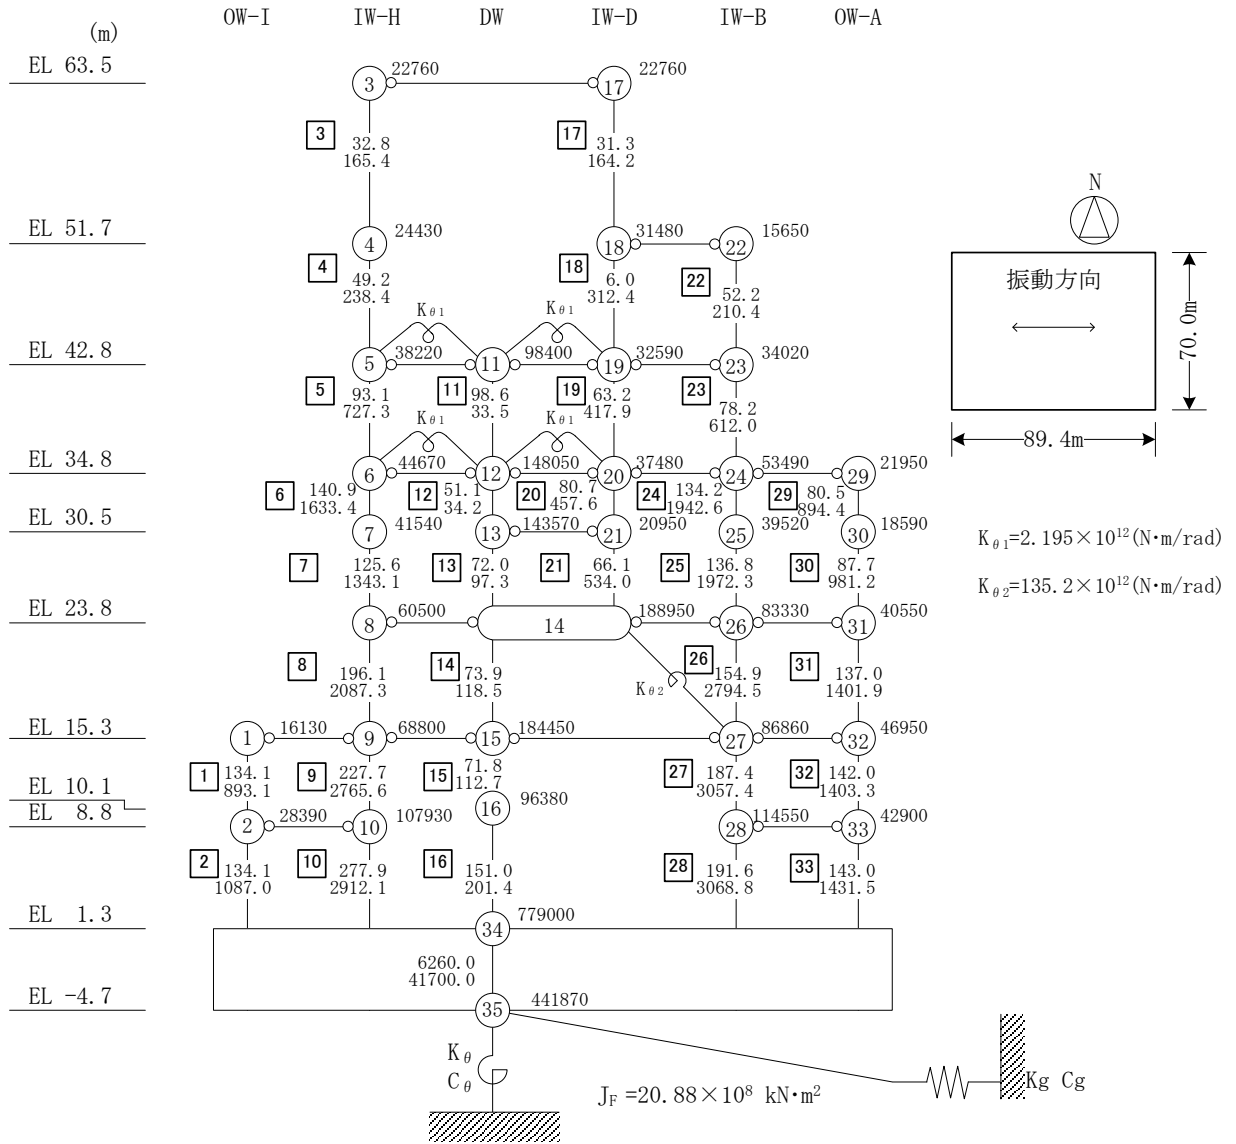 OW-I IW-H DW IW-D IW-B OW-A
(m)
EL 63.5
3 22760 17 22760
3 32.8 17 31.3
165.4 164.2
N
EL 51.7
4 24430 18 31480 22 15650
4 49.2 18 6.0 22 52.2
238.4 312.4 210.4
振動方向
70.0m
89.4m
Kθ1 Kθ1
EL 42.8
5 38220 11 98400 19 32590 23 34020
5 93.1 11 98.6 19 63.2 23 78.2
727.3 33.5 417.9 612.0
Kθ1 Kθ1
EL 34.8
6 44670 12 148050 20 37480 24 53490 29 21950
6 140.9 12 51.1 20 80.7 24 134.2 29 80.5
1633.4 34.2 457.6 1942.6 894.4
EL 30.5
7 41540 13 143570 21 20950 25 39520 30 18590
7 125.6 13 72.0 21 66.1 25 136.8 30 87.7
1343.1 97.3 534.0 1972.3 981.2
Kθ1=2.195×10¹²(N・m/rad)
Kθ2=135.2×10¹²(N・m/rad)
EL 23.8
8 60500 14 188950 26 83330 31 40550
8 196.1 14 73.9 26 154.9 31 137.0
2087.3 118.5 2794.5 1401.9
Kθ2
EL 15.3
1 16130 9 68800 15 184450 27 86860 32 46950
1 134.1 9 227.7 15 71.8 27 187.4 32 142.0
893.1 2765.6 112.7 3057.4 1403.3
EL 10.1
16 96380
EL 8.8
2 28390 10 107930 28 114550 33 42900
2 134.1 10 277.9 16 151.0 28 191.6 33 143.0
1087.0 2912.1 201.4 3068.8 1431.5
EL 1.3
34 779000
6260.0
41700.0
EL -4.7
35 441870
Kθ
Cθ
JF =20.88×10⁸ kN・m²
Kg Cg